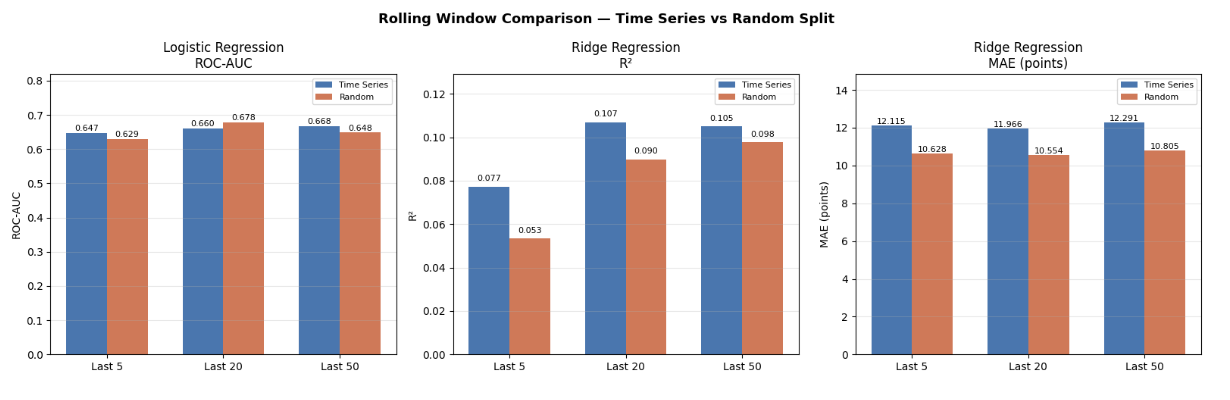 Rolling Window Comparison — Time Series vs Random Split
Logistic Regression
ROC-AUC
ROC-AUC
0.8
0.7
0.6
0.5
0.4
0.3
0.2
0.1
0.0
Time Series
Random
0.647
0.629
0.660
0.678
0.668
0.648
Last 5
Last 20
Last 50
Ridge Regression
R²
R²
0.12
0.10
0.08
0.06
0.04
0.02
0.00
Time Series
Random
0.077
0.053
0.107
0.090
0.105
0.098
Last 5
Last 20
Last 50
Ridge Regression
MAE (points)
MAE (points)
14
12
10
8
6
4
2
0
Time Series
Random
12.115
10.628
11.966
10.554
12.291
10.805
Last 5
Last 20
Last 50